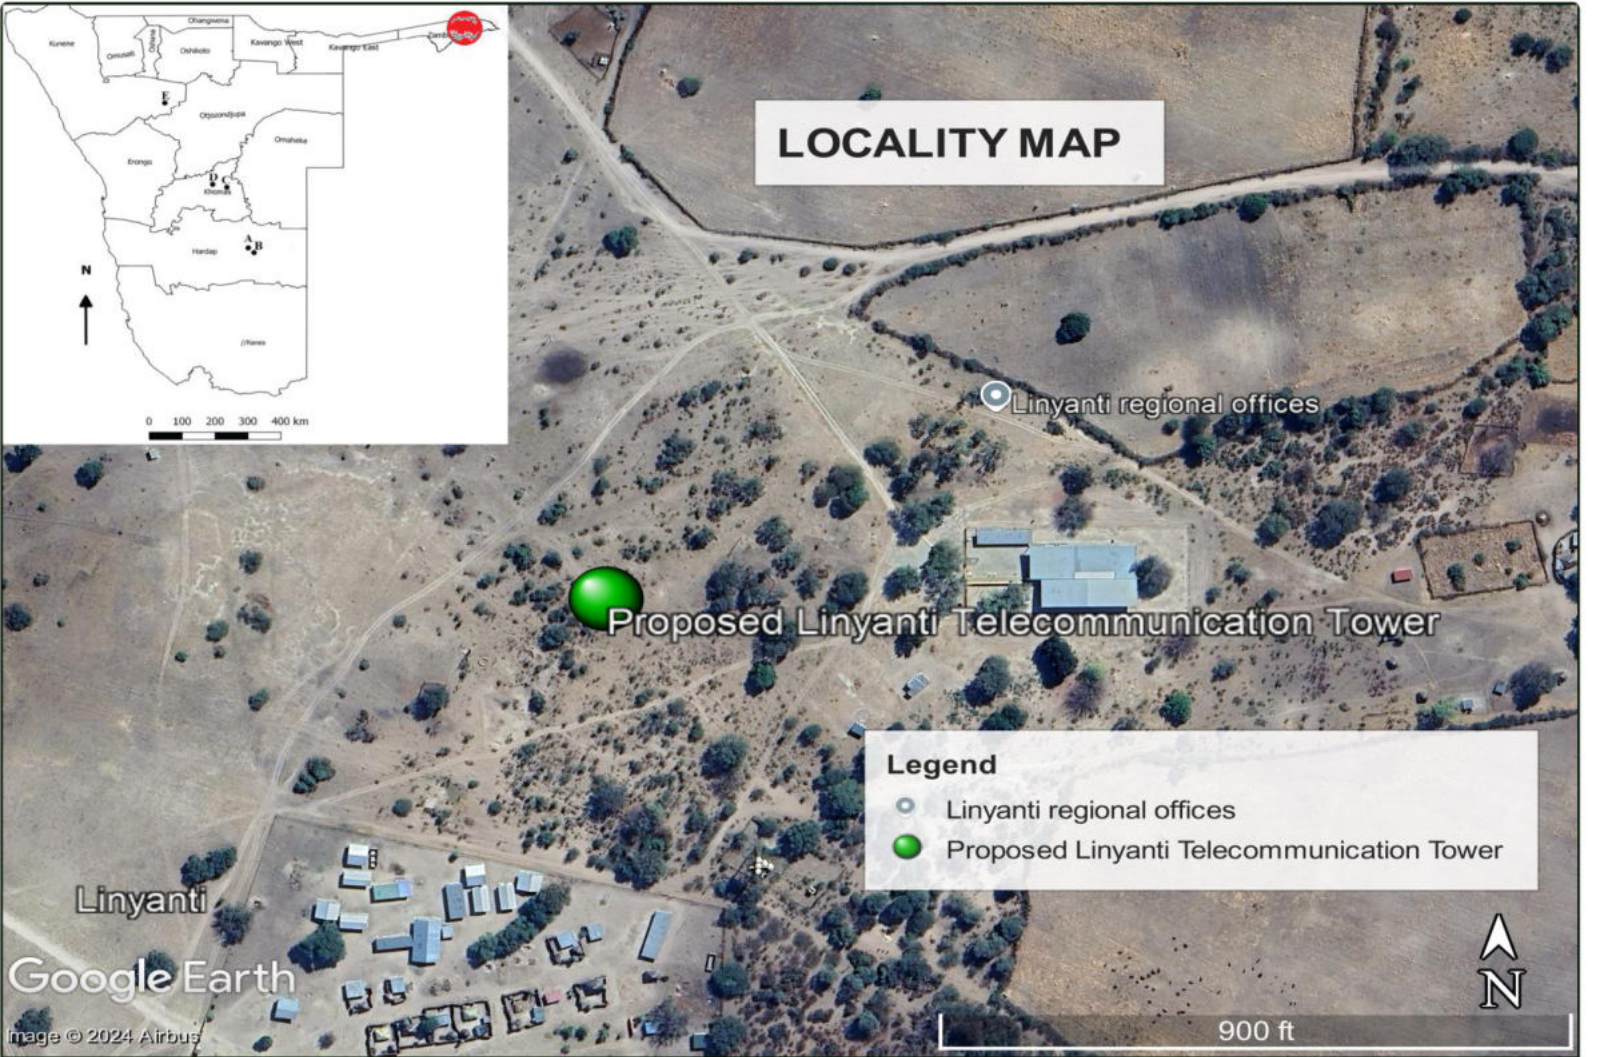 Ohangwena
Kunene
Omusati
Oshana
Oshikoto
Kavango West
Kavango East
E
Otjozondjupa
Omaheke
Erongo
D C
Khomas
A
B
Hardap
N
//Karas
0 100 200 300 400 km
LOCALITY MAP
Linyanti regional offices
Proposed Linyanti Telecommunication Tower
Legend
Linyanti regional offices
Proposed Linyanti Telecommunication Tower
Linyanti
Google Earth
Image © 2024 Airbus
N
900 ft